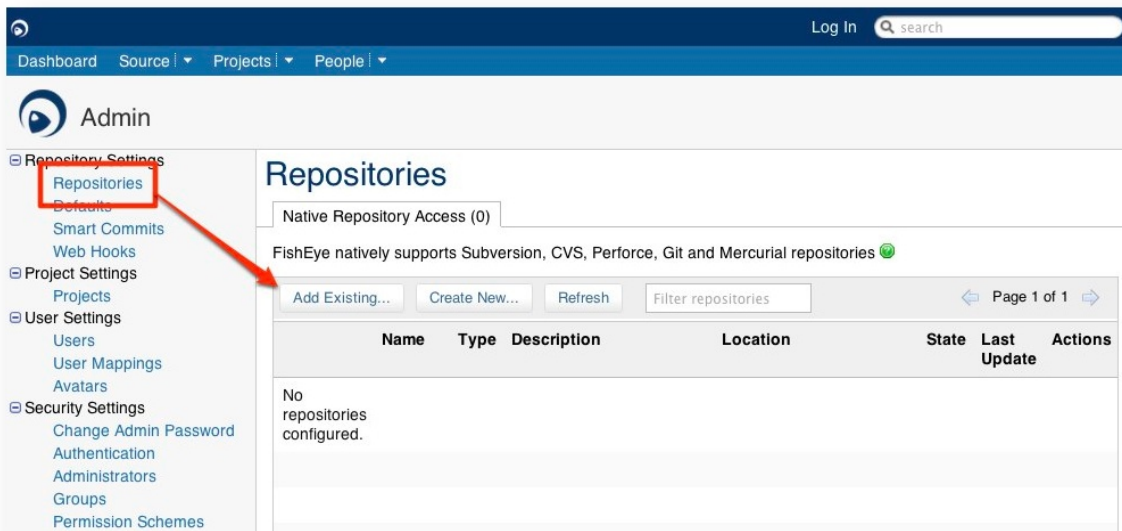 Log In
search
Dashboard Source Projects People
Admin
Repository Settings
Repositories
Defaults
Smart Commits
Web Hooks
Project Settings
Projects
User Settings
Users
User Mappings
Avatars
Security Settings
Change Admin Password
Authentication
Administrators
Groups
Permission Schemes
Repositories
Native Repository Access (0)
FishEye natively supports Subversion, CVS, Perforce, Git and Mercurial repositories
Add Existing... Create New... Refresh Filter repositories Page 1 of 1
Name Type Description Location State Last Update Actions
No
repositories
configured.